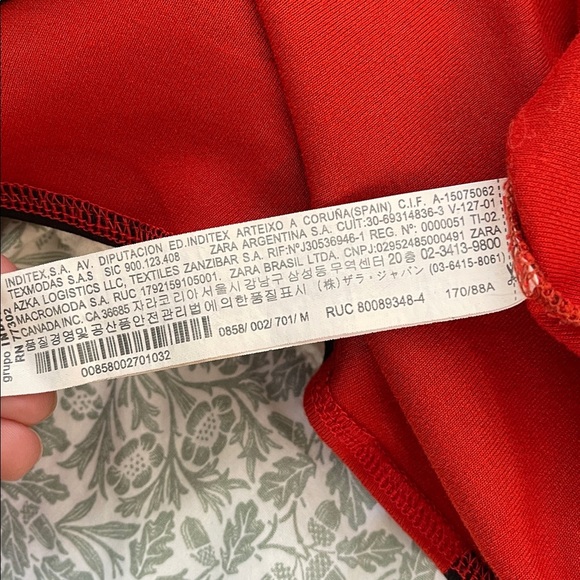 grupo INDITEX
RN 77302
INDITEX,S.A. AV. DIPUTACION ED.INDITEX ARTEIXO A CORUÑA(SPAIN) C.I.F. A-15075062
TEXMODAS S.A.S SIC 900.123.408 ZARA ARGENTINA S.A. CUIT:30-69314836-3 V-127-01
AZKA LOGISTICS LLC, TEXTILES ZANZIBAR S.A. RIF:NºJ30536946-1 REG. Nº: 0000051 TI-02
MACROMODA S.A. RUC 1792159105001. ZARA BRASIL LTDA. CNPJ:02952485000491 ZARA
CANADA INC. CA 36685 자라코리아서울시강남구삼성동무역센타 20층 02-3413-9800
품질경영및공산품안전관리법에의한품질표시 (株)ザラ・ジャパン (03-6415-8061)
0858/002/701/M RUC 80089348-4 170/88A
00858002701032